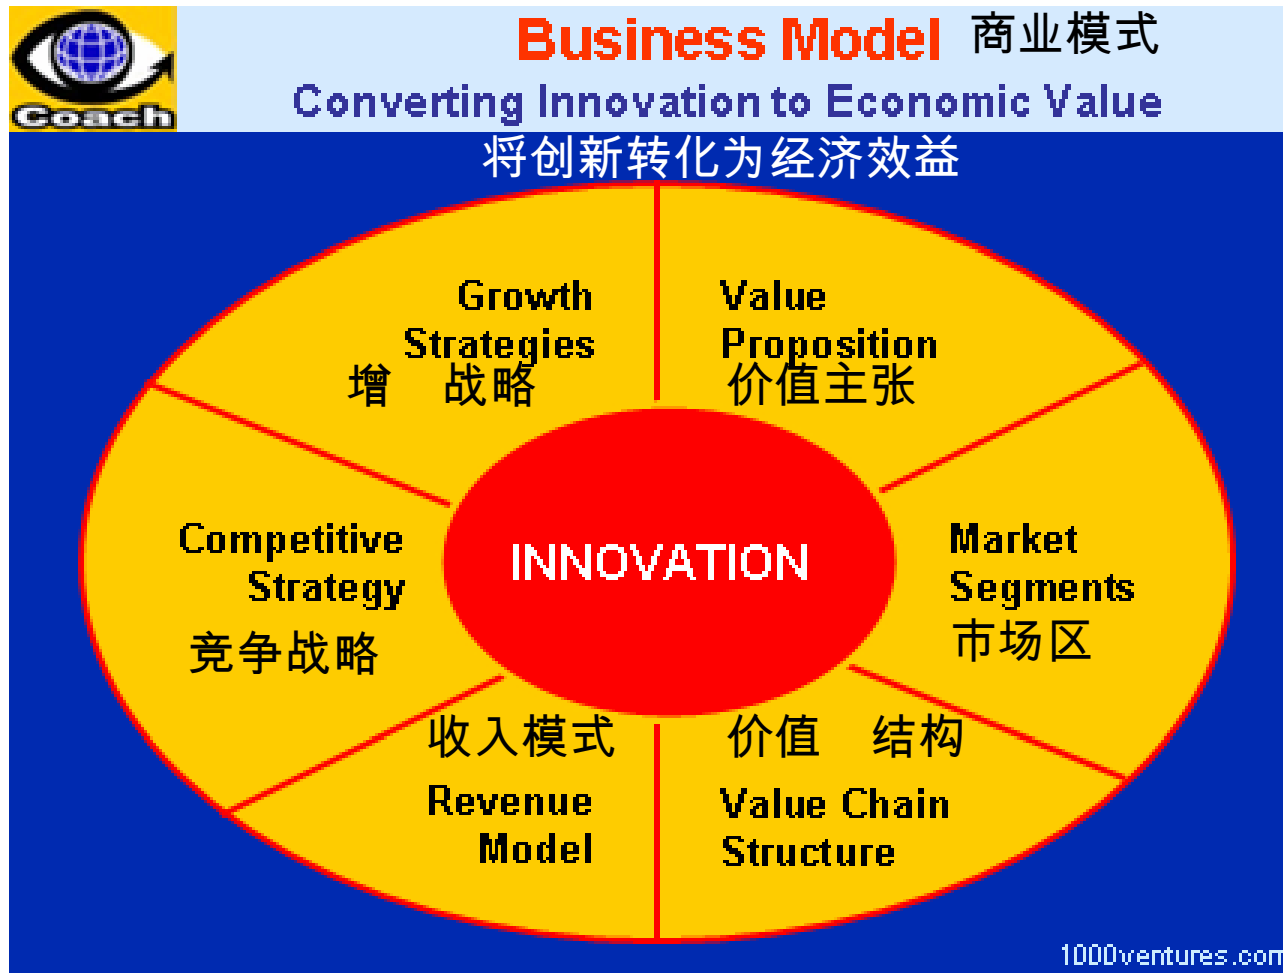 Business Model 商业模式
Coach
Converting Innovation to Economic Value
将创新转化为经济效益
Growth
Strategies
增 战略
Value
Proposition
价值主张
Competitive
Strategy
竞争战略
INNOVATION
Market
Segments
市场区
收入模式
Revenue
Model
价值 结构
Value Chain
Structure
1000ventures.com